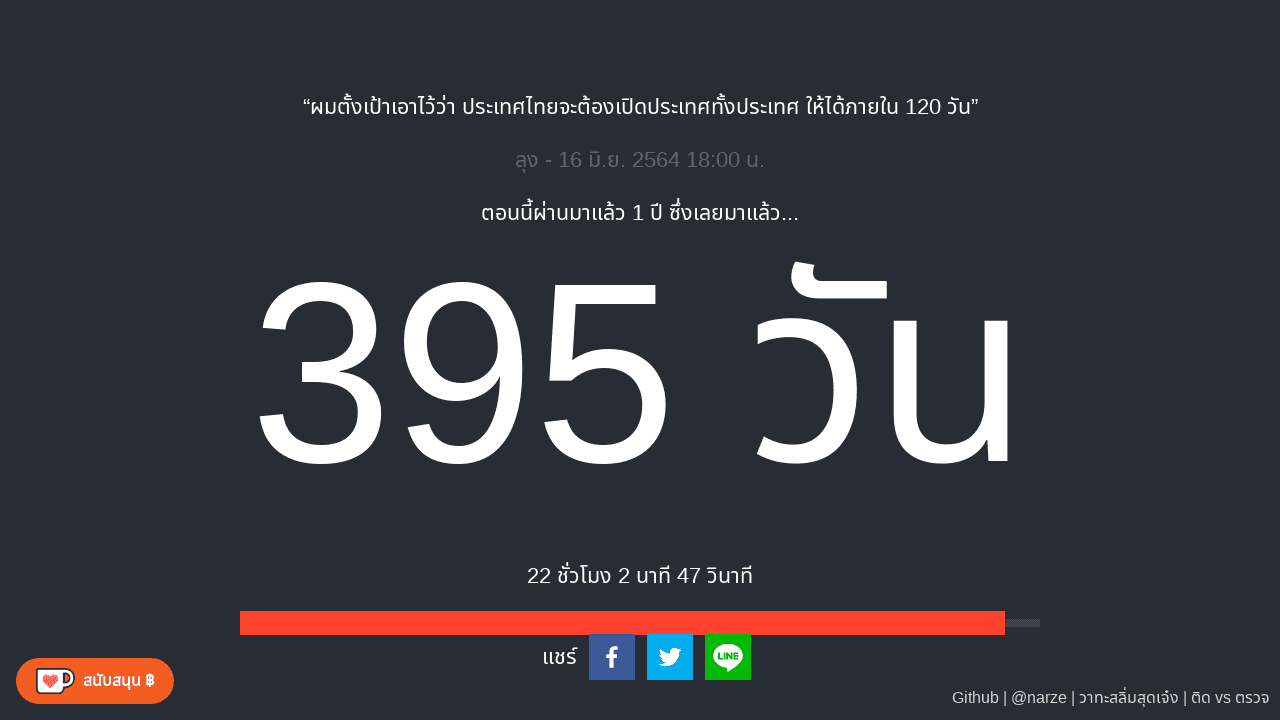 “ผมตั้งเป้าเอาไว้ว่า ประเทศไทยจะต้องเปิดประเทศทั้งประเทศ ให้ได้ภายใน 120 วัน”
ลุง - 16 มิ.ย. 2564 18:00 น.
ตอนนี้ผ่านมาแล้ว 1 ปี ซึ่งเลยมาแล้ว...
395 วัน
22 ชั่วโมง 2 นาที 47 วินาที
แชร์
LINE
สนับสนุน ฿
Github | @narze | วาทะสลิ่มสุดเจ๋ง | ติด vs ตรวจ